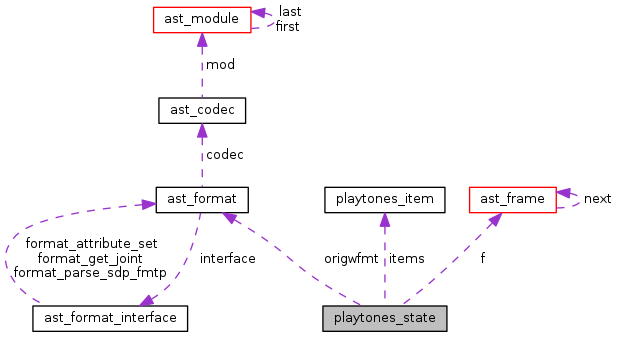 ast_module
last
first
mod
ast_codec
codec
ast_format
playtones_item
ast_frame
next
format_attribute_set
format_get_joint
format_parse_sdp_fmtp
interface
origwfmt
items
f
ast_format_interface
playtones_state